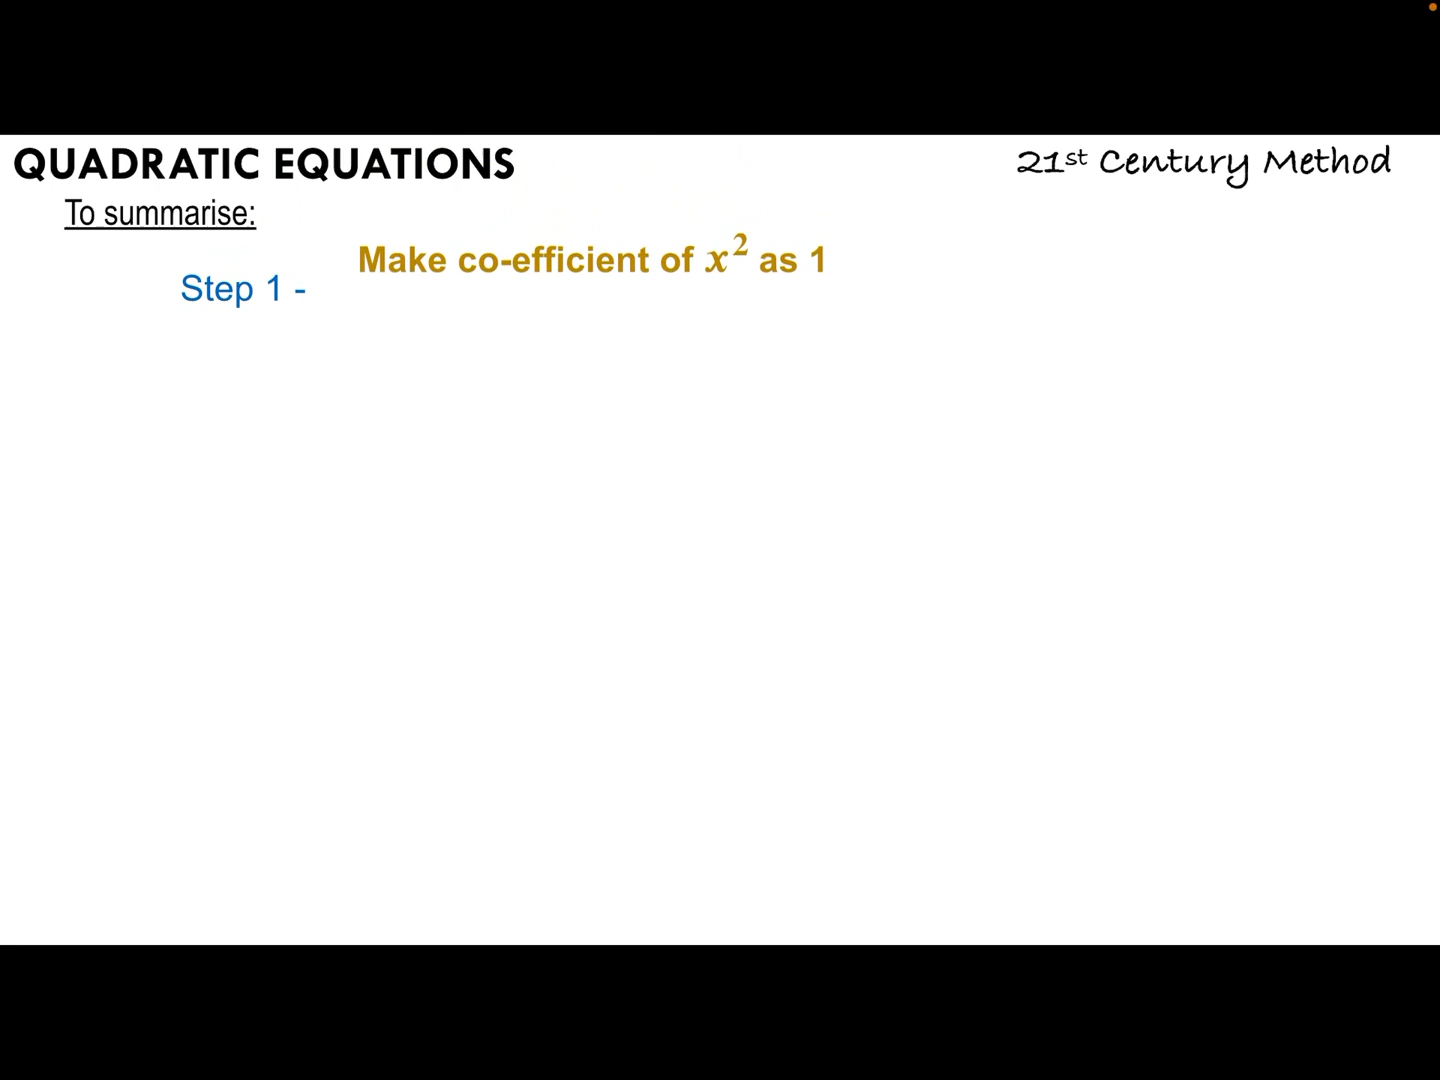 QUADRATIC EQUATIONS
21st Century Method
To summarise:
Make co-efficient of x² as 1
Step 1 -